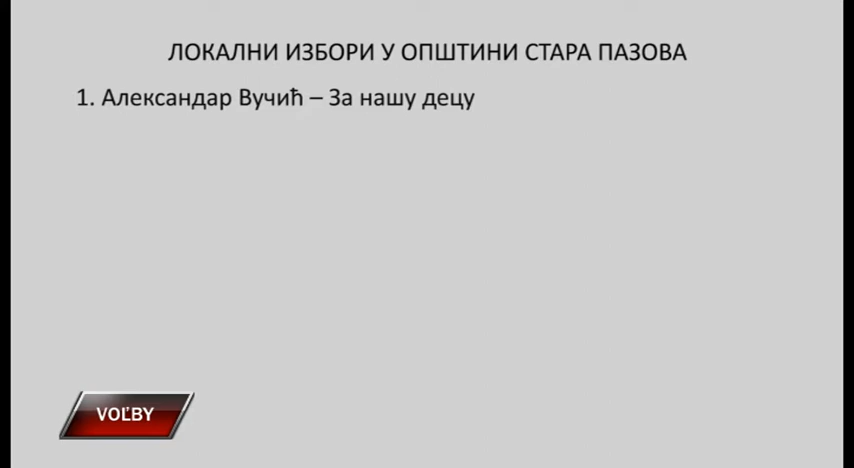 ЛОКАЛНИ ИЗБОРИ У ОПШТИНИ СТАРА ПАЗОВА
1. Александар Вучић – За нашу децу
VOĽBY